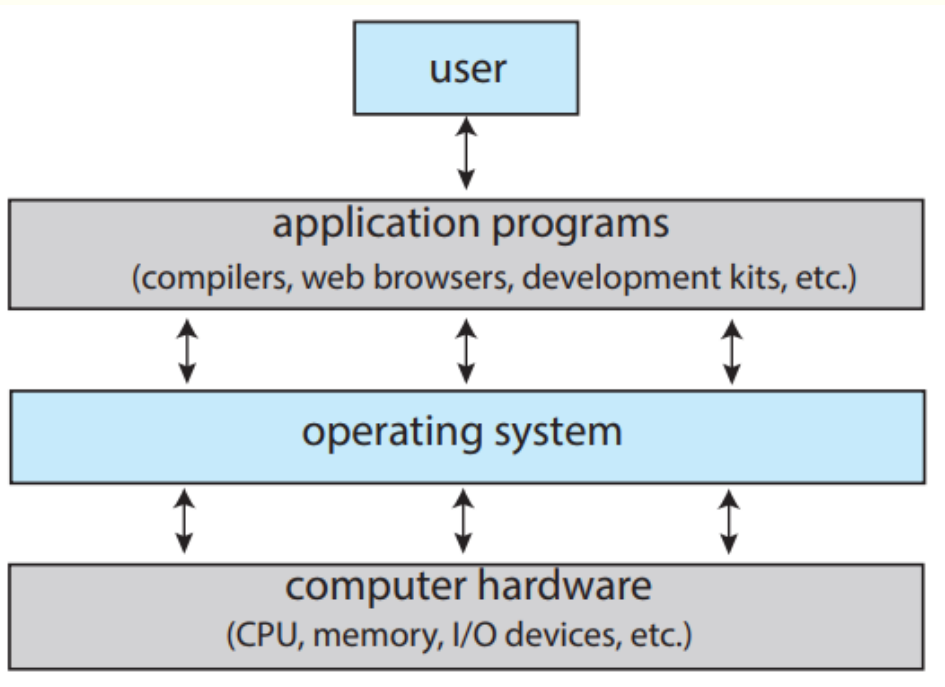 user
application programs
(compilers, web browsers, development kits, etc.)
operating system
computer hardware
(CPU, memory, I/O devices, etc.)